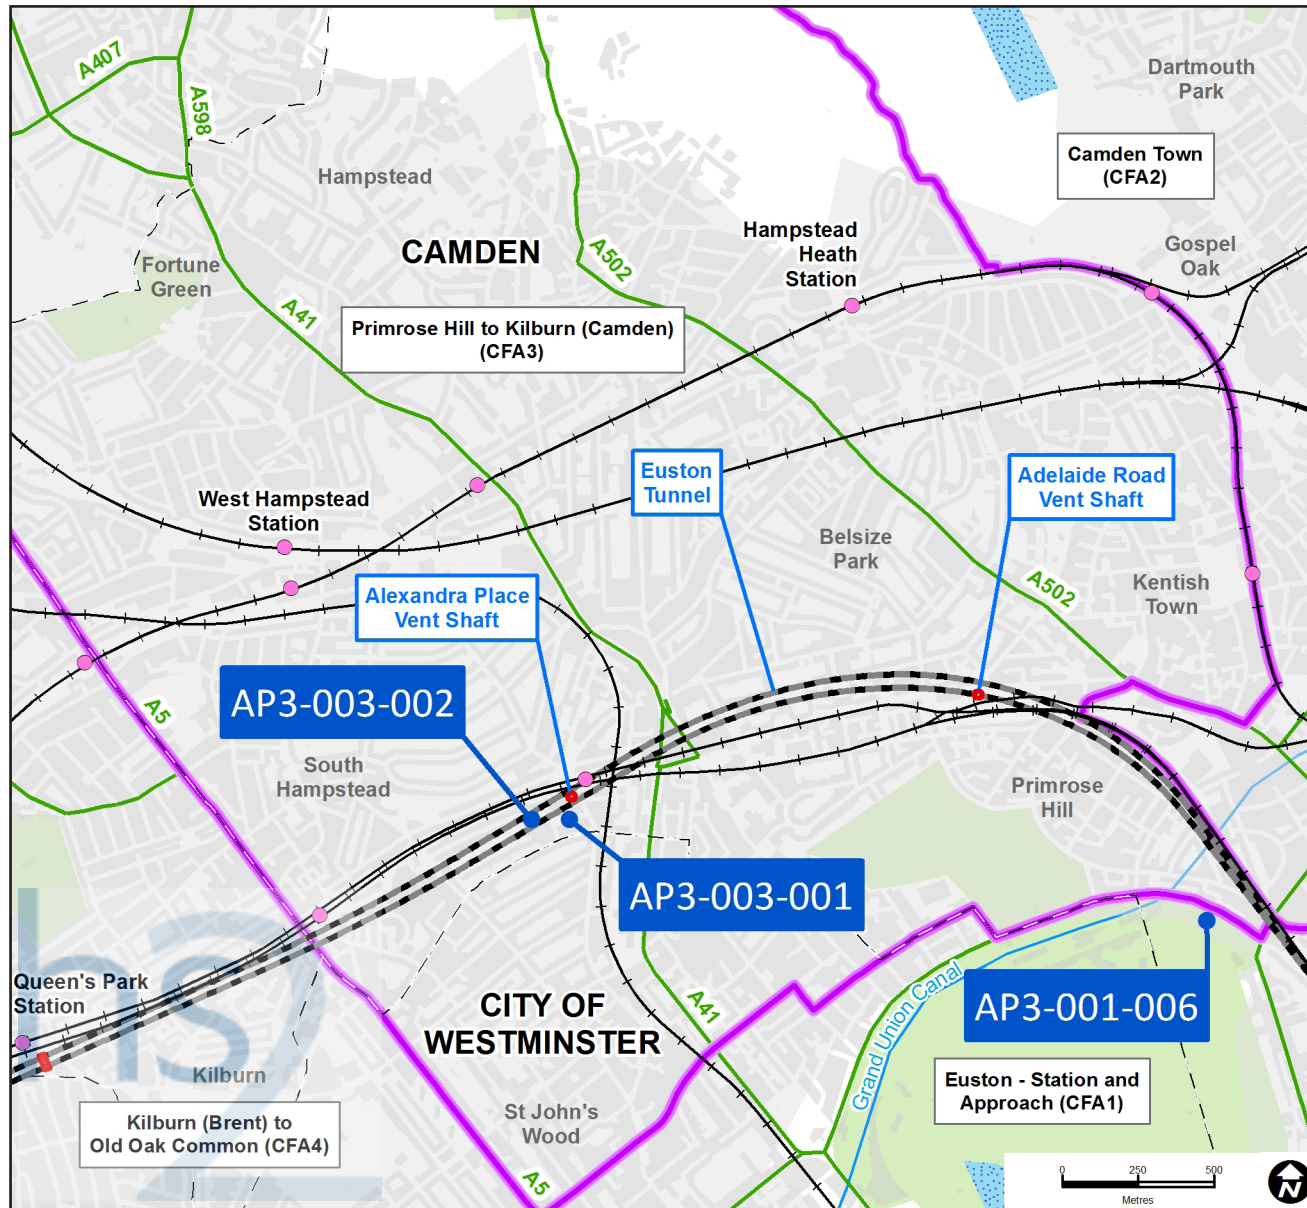 A407
A598
Dartmouth
Park
Camden Town
(CFA2)
Hampstead
CAMDEN
A502
Hampstead
Heath
Station
Gospel
Oak
Fortune
Green
A41
Primrose Hill to Kilburn (Camden)
(CFA3)
Euston
Tunnel
Adelaide Road
Vent Shaft
West Hampstead
Station
Belsize
Park
A502
Kentish
Town
Alexandra Place
Vent Shaft
A5
AP3-003-002
South
Hampstead
Primrose
Hill
AP3-003-001
Queen's Park
Station
CITY OF
WESTMINSTER
A41
Grand Union Canal
AP3-001-006
Kilburn
hs2
Kilburn (Brent) to
Old Oak Common (CFA4)
St John's
Wood
Euston - Station and
Approach (CFA1)
A5
0 250 500
Metres
N